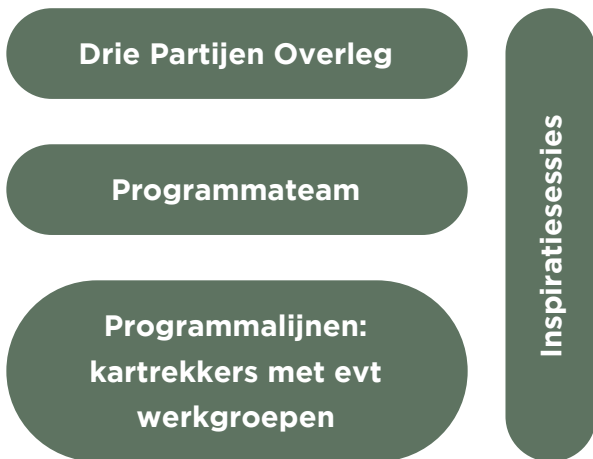 Drie Partijen Overleg
Programmateam
Programmalijnen:
kartrekkers met evt
werkgroepen
Inspiratiesessies